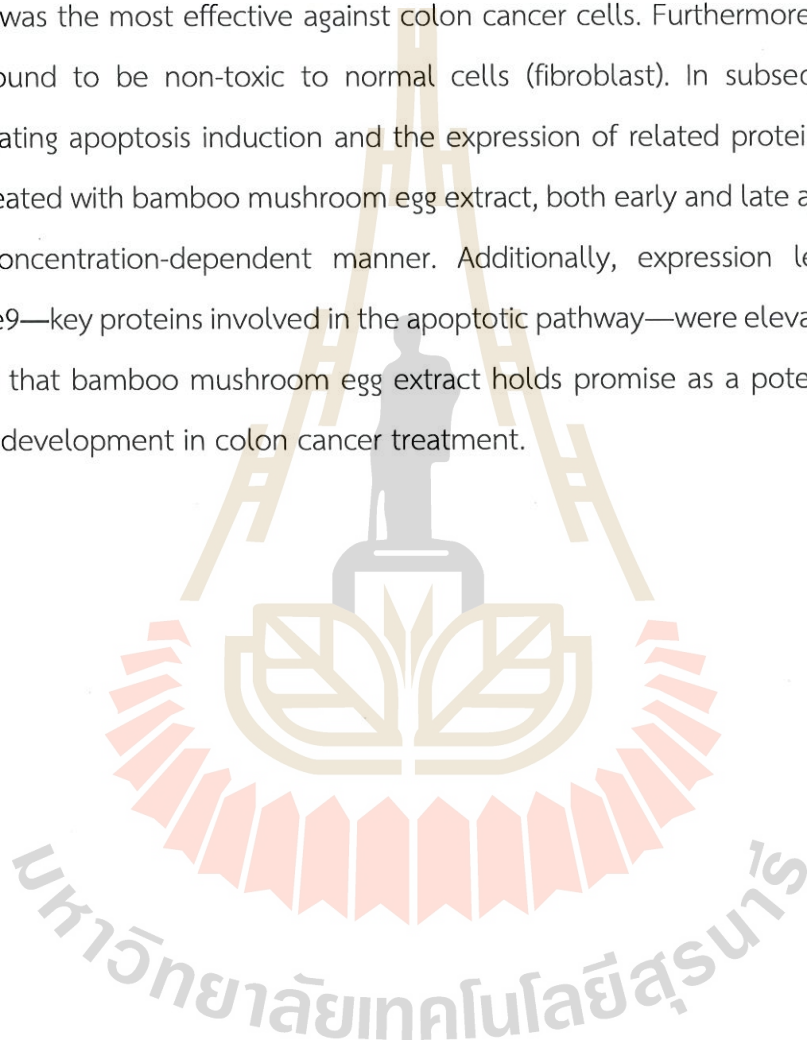 was the most effective against colon cancer cells. Furthermore
ound to be non-toxic to normal cells (fibroblast). In subsec
ating apoptosis induction and the expression of related protei
eated with bamboo mushroom egg extract, both early and late a
oncentration-dependent manner. Additionally, expression le
e9—key proteins involved in the apoptotic pathway—were eleva
that bamboo mushroom egg extract holds promise as a pote
development in colon cancer treatment.
มหาวิทยาลัยเทคโนโลยีสุรนารี